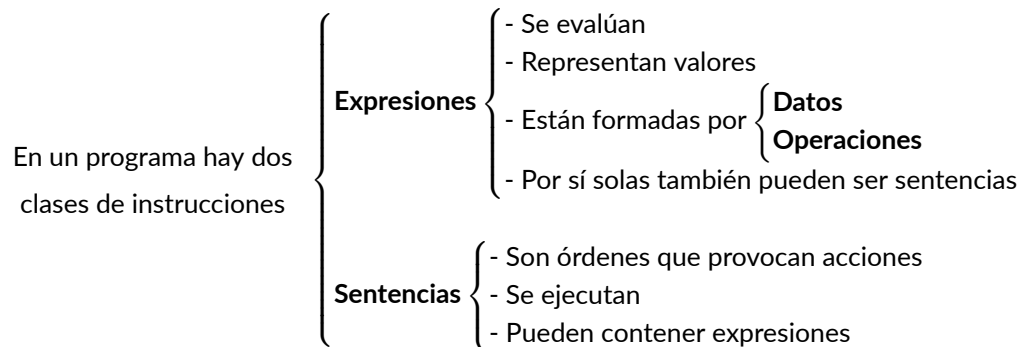 En un programa hay dos
clases de instrucciones
Expresiones
- Se evalúan
- Representan valores
- Están formadas por
Datos
Operaciones
- Por sí solas también pueden ser sentencias
Sentencias
- Son órdenes que provocan acciones
- Se ejecutan
- Pueden contener expresiones